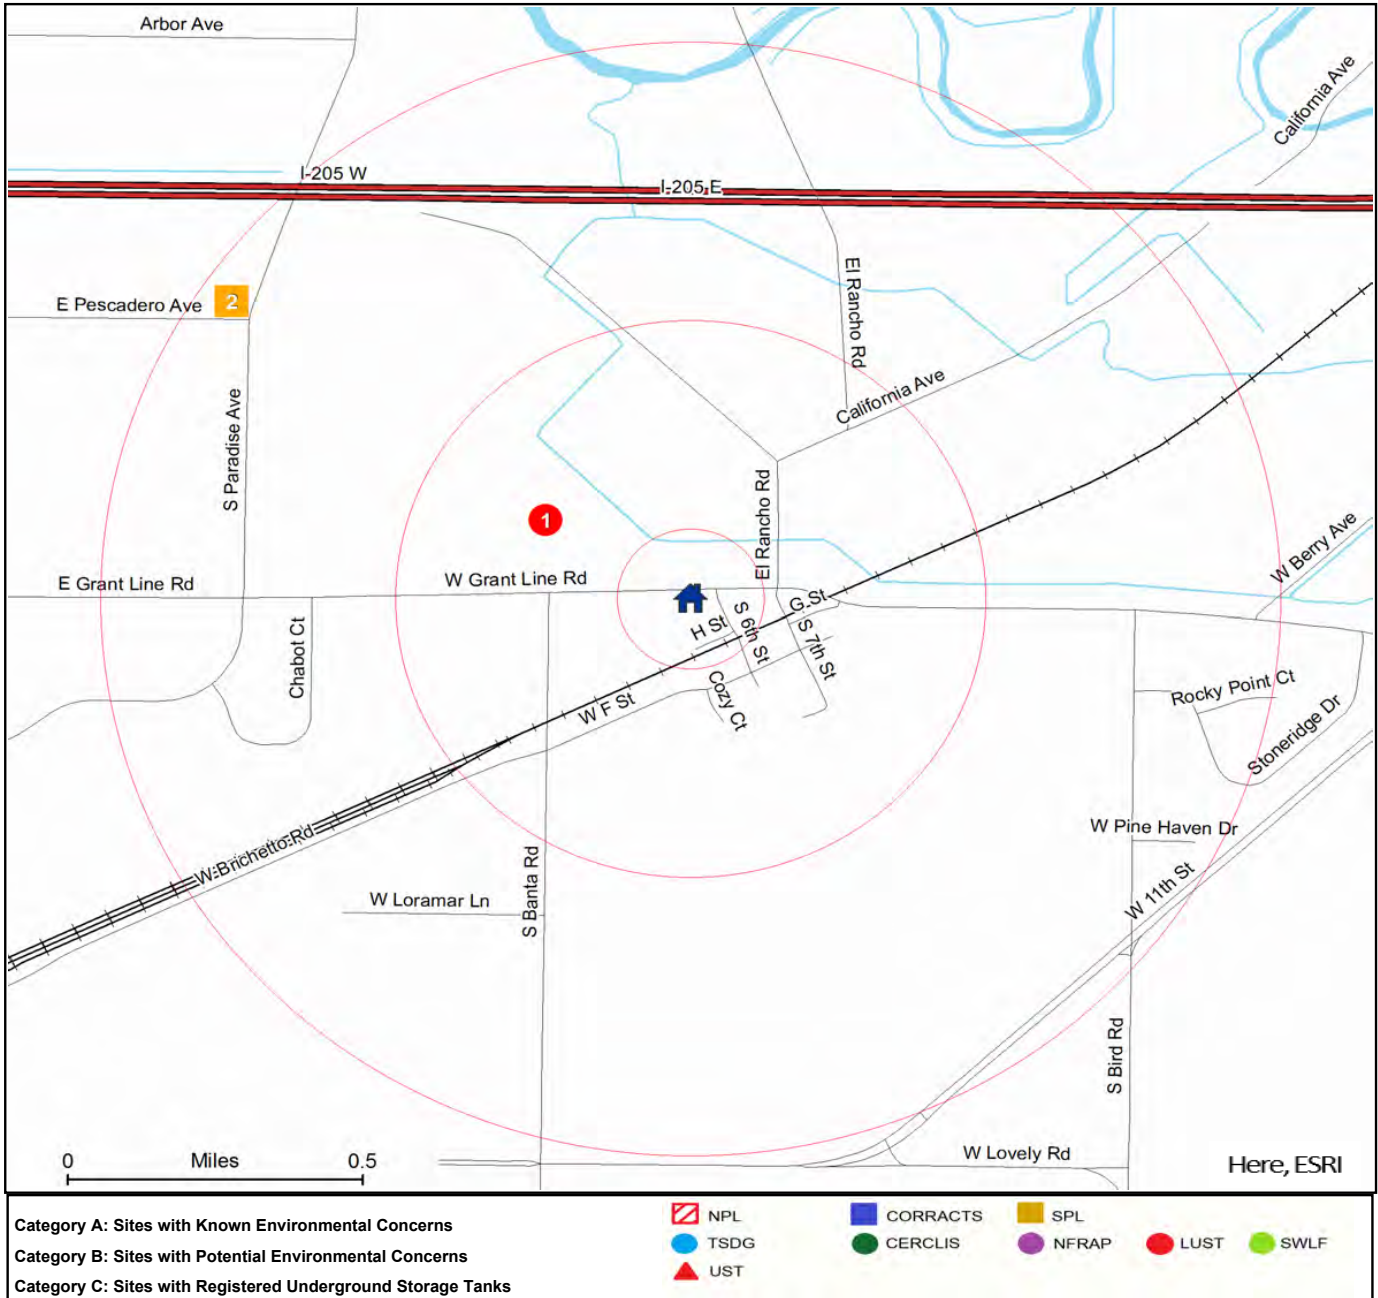 Arbor Ave
California Ave
I-205 W
I-205 E
El Rancho Rd
E Pescadero Ave
2
California Ave
S Paradise Ave
El Rancho Rd
1
W Berry Ave
E Grant Line Rd
W Grant Line Rd
G St
H St
S 6th St
S 7th St
Chabot Ct
Cozy Ct
Rocky Point Ct
W F St
Stoneridge Dr
W Brichetto Rd
W Pine Haven Dr
W Loramar Ln
S Banta Rd
W 11th St
S Bird Rd
W Lovely Rd
0 Miles 0.5
Here, ESRI
Category A: Sites with Known Environmental Concerns
Category B: Sites with Potential Environmental Concerns
Category C: Sites with Registered Underground Storage Tanks
NPL CORRACTS SPL
TSDG CERCLIS NFRAP LUST SWLF
UST